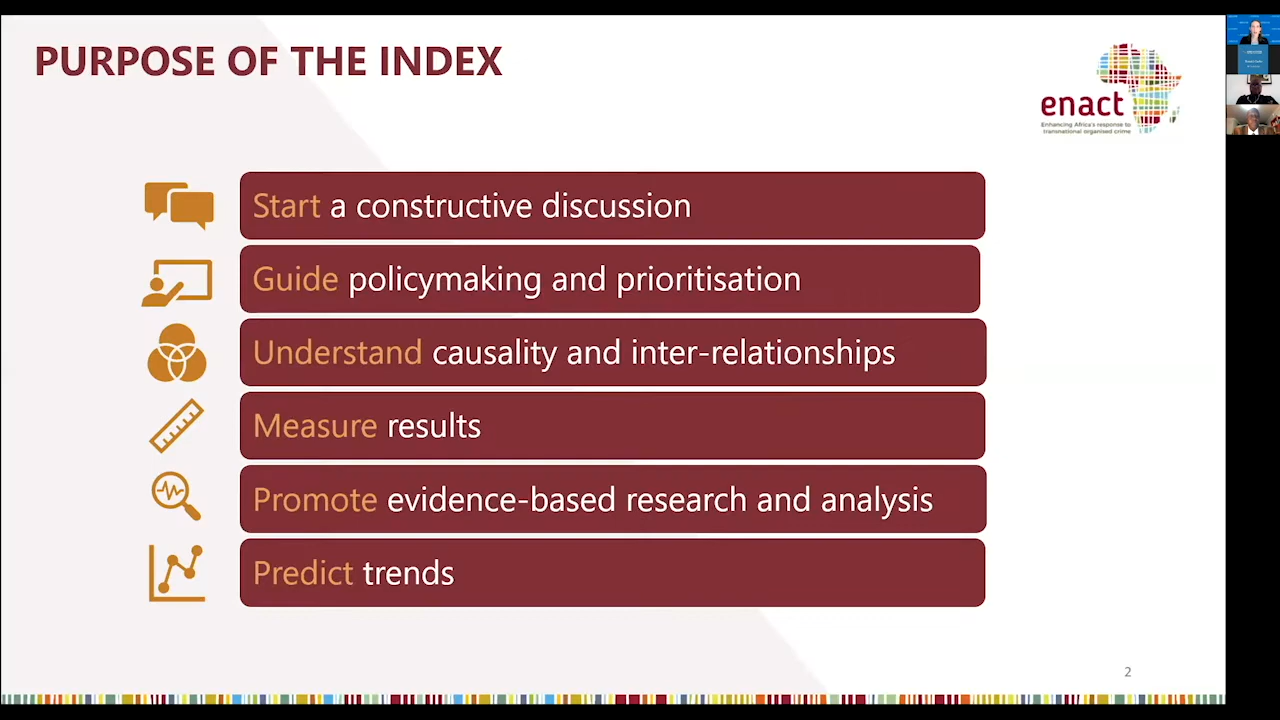 PURPOSE OF THE INDEX
enact
Enhancing Africa's response to
transnational organised crime
Start a constructive discussion
Guide policymaking and prioritisation
Understand causality and inter-relationships
Measure results
Promote evidence-based research and analysis
Predict trends
2